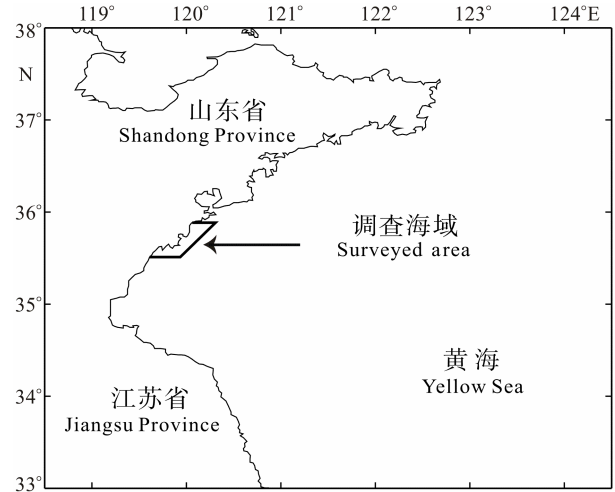 119° 120° 121° 122° 123° 124°E
38°
N
37°
山东省
Shandong Province
36°
调查海域
Surveyed area
35°
黄海
Yellow Sea
34°
江苏省
Jiangsu Province
33°